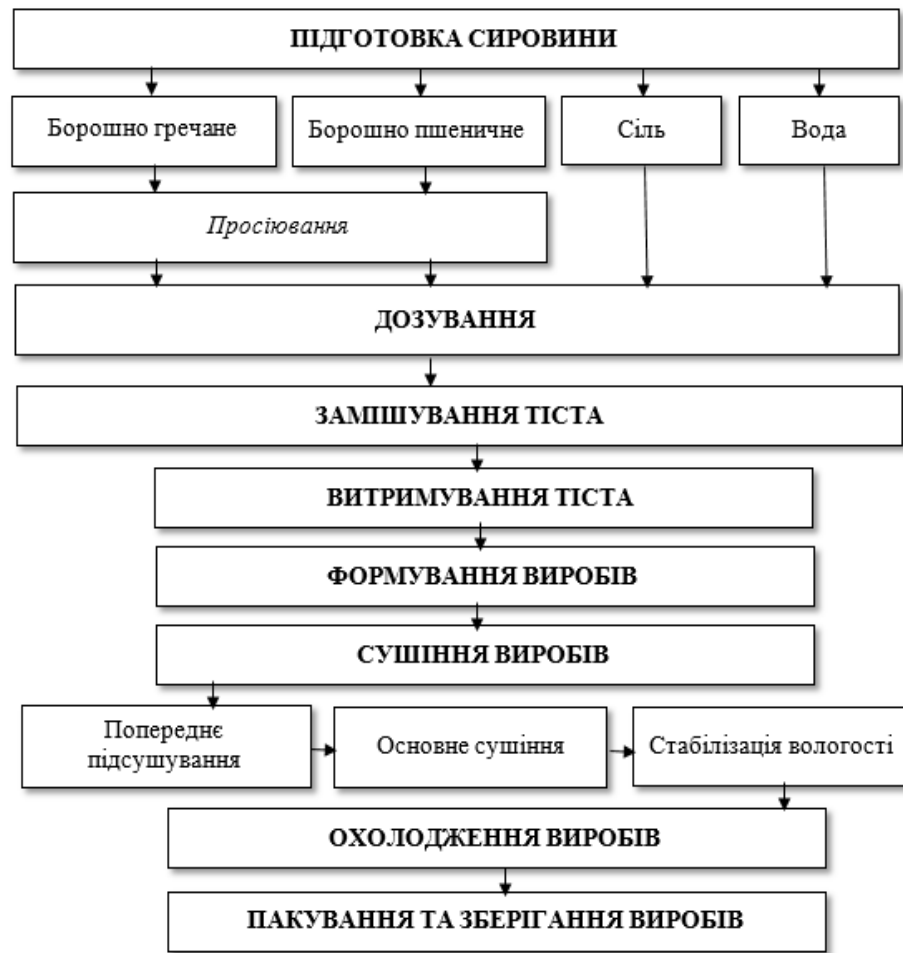 ПІДГОТОВКА СИРОВИНИ
Борошно гречане
Борошно пшеничне
Сіль
Вода
Просіювання
ДОЗУВАННЯ
ЗАМІШУВАННЯ ТІСТА
ВИТРИМУВАННЯ ТІСТА
ФОРМУВАННЯ ВИРОБІВ
СУШІННЯ ВИРОБІВ
Попереднє
підсушування
Основне сушіння
Стабілізація вологості
ОХОЛОДЖЕННЯ ВИРОБІВ
ПАКУВАННЯ ТА ЗБЕРІГАННЯ ВИРОБІВ